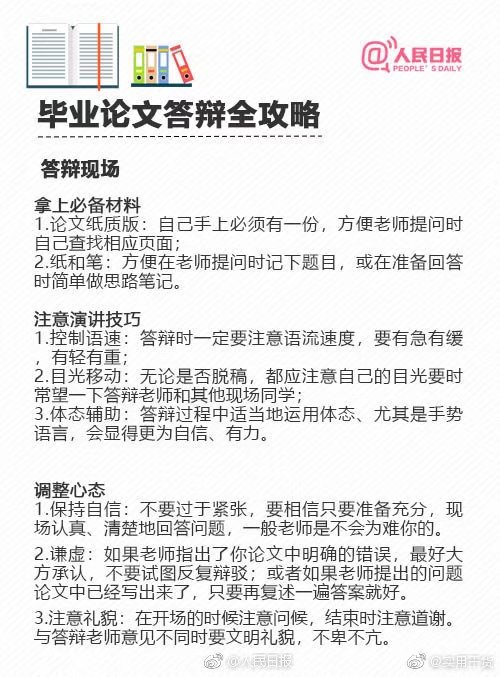 @人民日报
PEOPLE'S DAILY
毕业论文答辩全攻略
答辩现场
拿上必备材料
1.论文纸质版：自己手上必须有一份，方便老师提问时
自己查找相应页面；
2.纸和笔：方便在老师提问时记下题目，或在准备回答
时简单做思路笔记。
注意演讲技巧
1.控制语速：答辩时一定要注意语流速度，要有急有缓
，有轻有重；
2.目光移动：无论是否脱稿，都应注意自己的目光要时
常望一下答辩老师和其他现场同学；
3.体态辅助：答辩过程中适当地运用体态、尤其是手势
语言，会显得更为自信、有力。
调整心态
1.保持自信：不要过于紧张，要相信只要准备充分，现
场认真、清楚地回答问题，一般老师是不会为难你的。
2.谦虚：如果老师指出了你论文中明确的错误，最好大
方承认，不要试图反复辩驳；或者如果老师提出的问题
论文中已经写出来了，只要再复述一遍答案就好。
3.注意礼貌：在开场的时候注意问候，结束时注意道谢。
与答辩老师意见不同时要文明礼貌，不卑不亢。
@人民日报
@实用干货